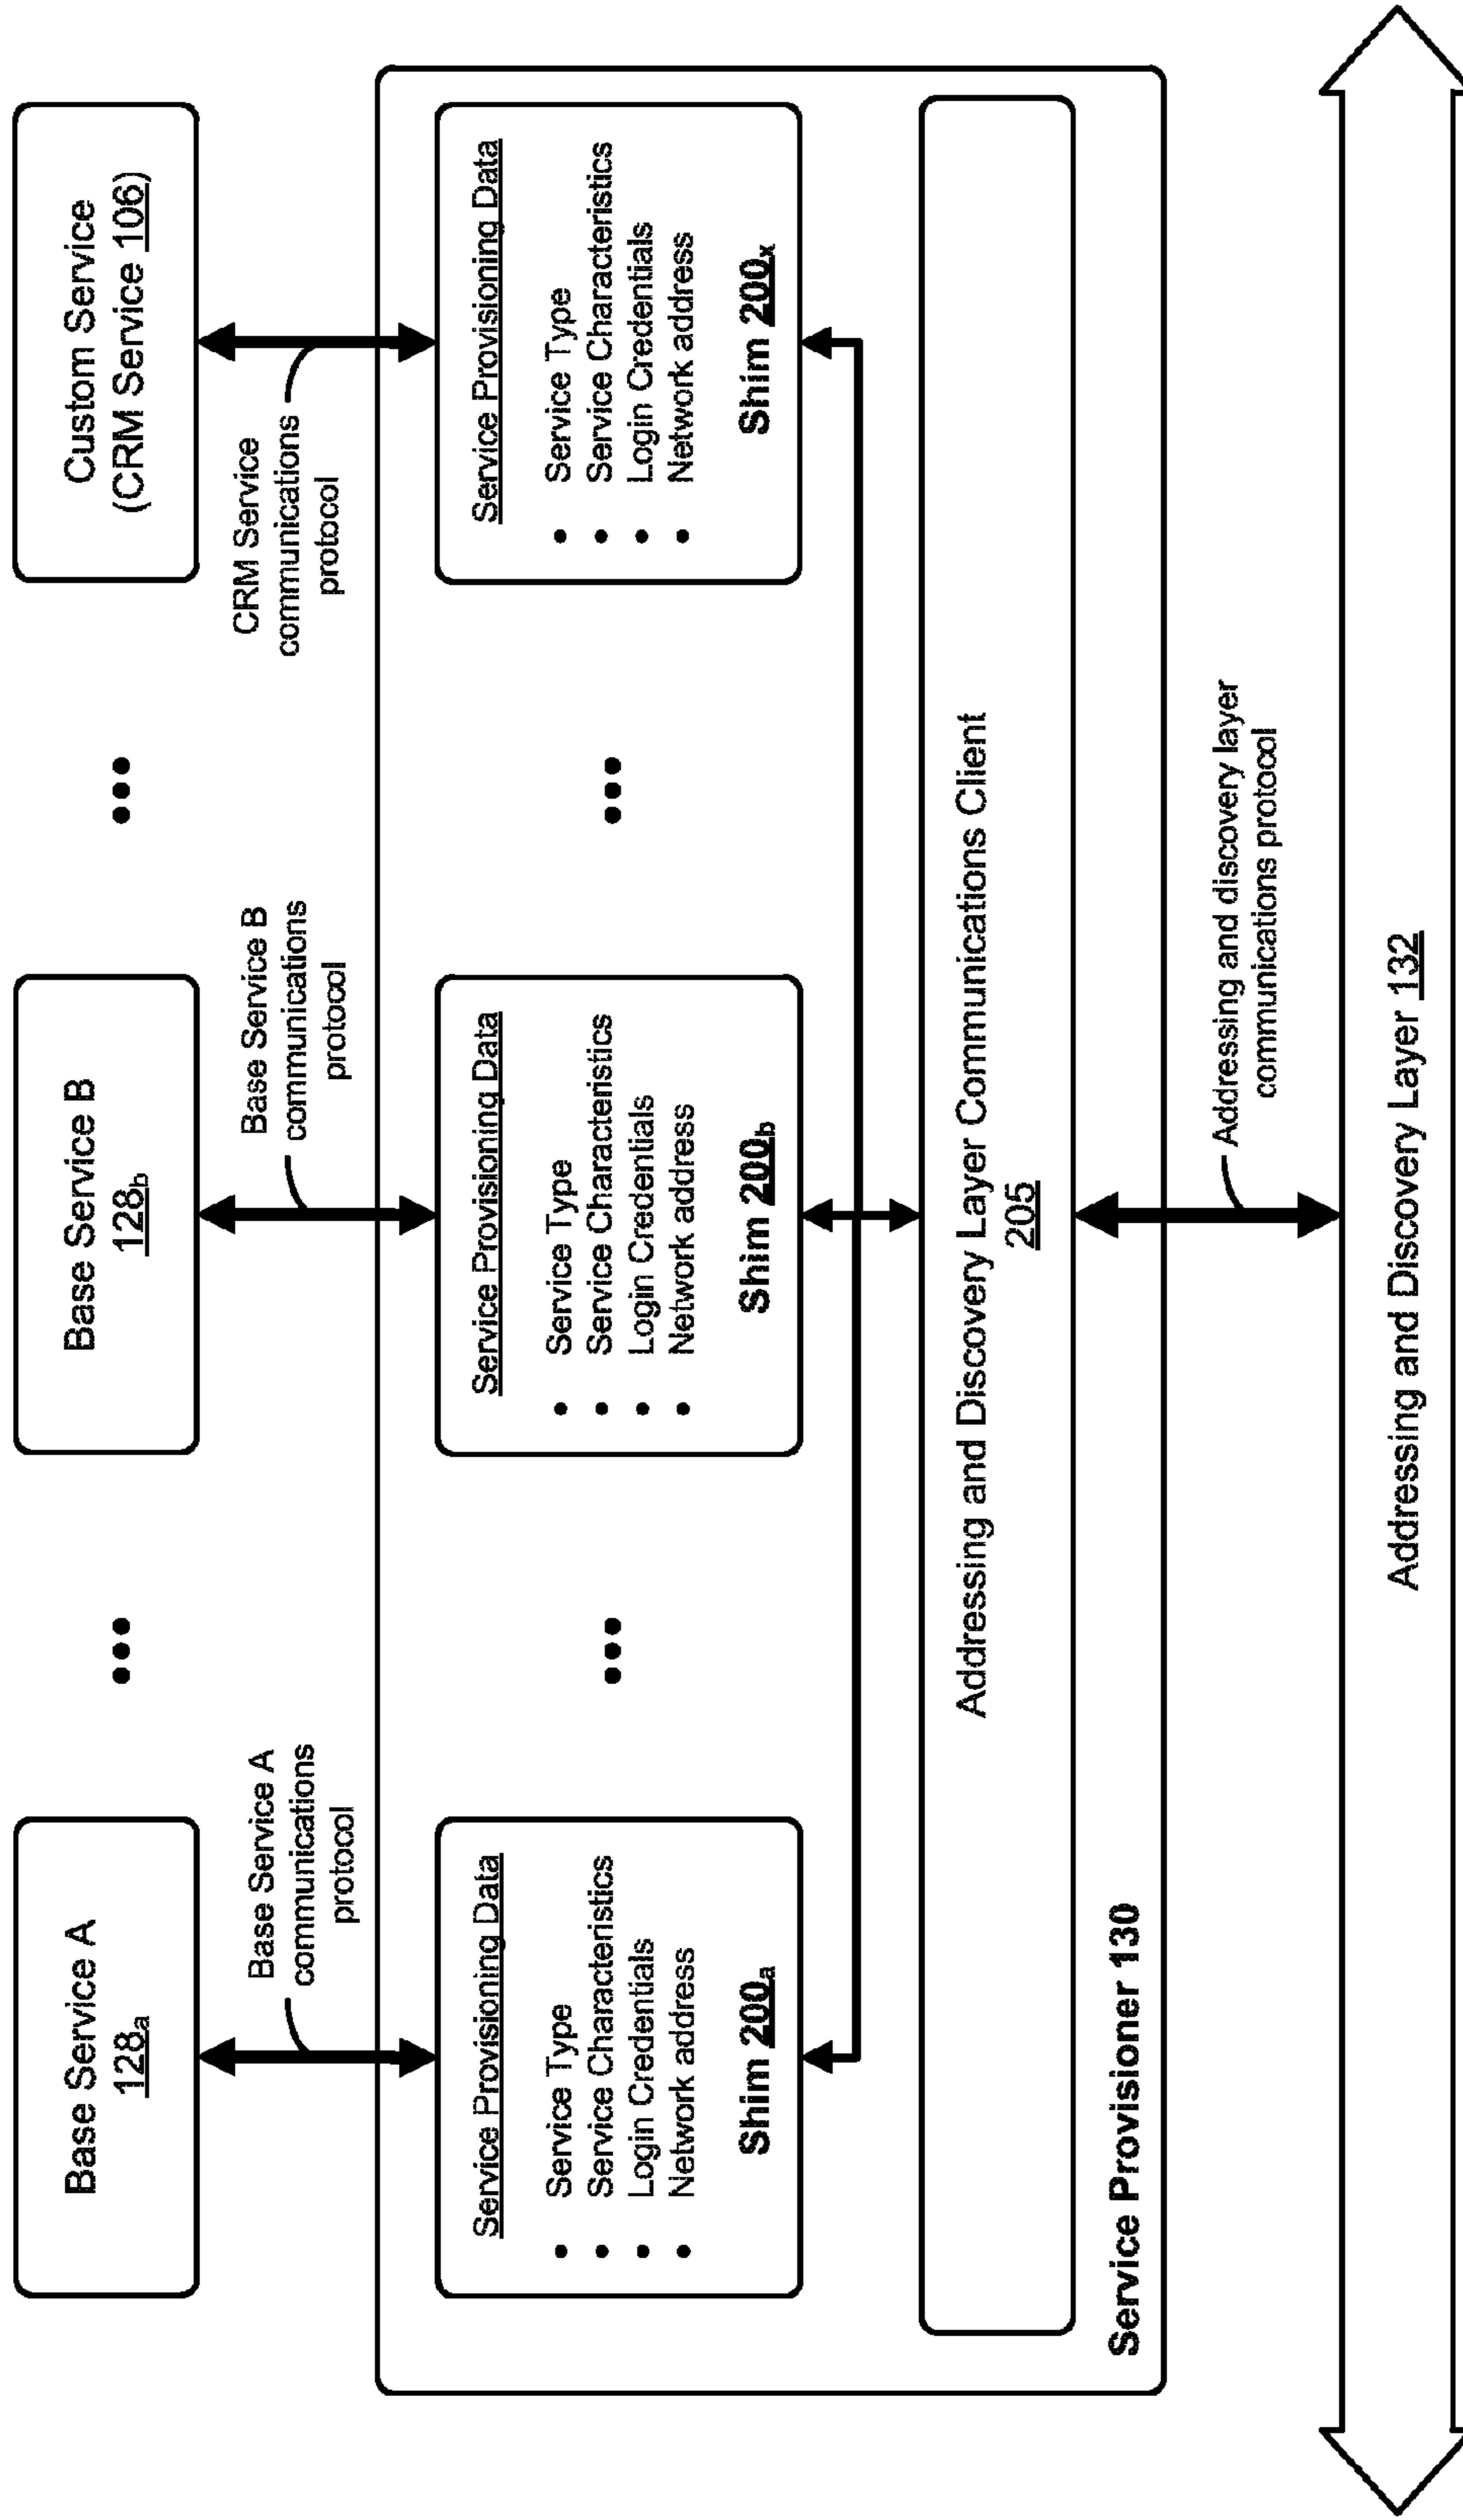 Base Service A
128a
Base Service B
128b
Custom Service
(CRM Service 106)
Base Service A
communications
protocol
Base Service B
communications
protocol
CRM Service
communications
protocol
Service Provisioning Data
• Service Type
• Service Characteristics
• Login Credentials
• Network address
Shim 200a
Service Provisioning Data
• Service Type
• Service Characteristics
• Login Credentials
• Network address
Shim 200b
Service Provisioning Data
• Service Type
• Service Characteristics
• Login Credentials
• Network address
Shim 200x
Addressing and Discovery Layer Communications Client
205
Service Provisioner 130
Addressing and discovery layer
communications protocol
Addressing and Discovery Layer 132